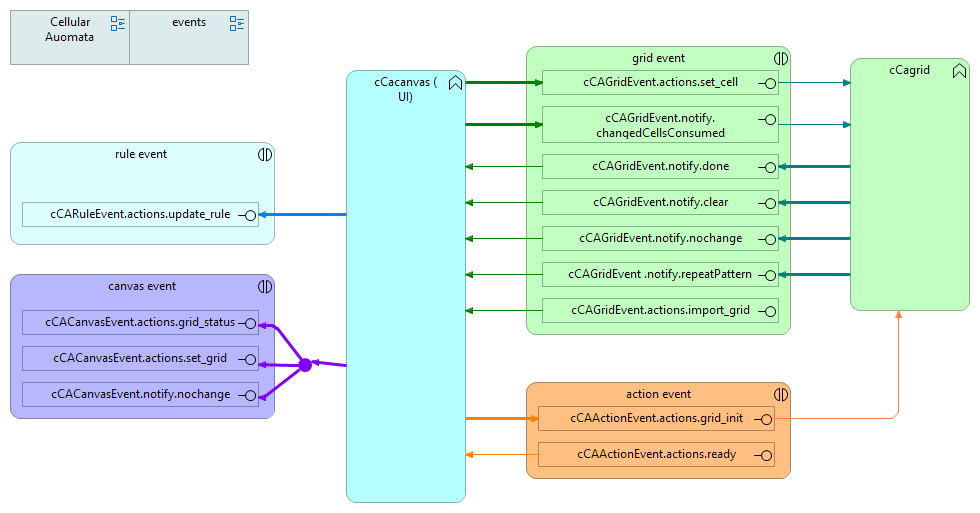 Cellular
Auomata
events
rule event
cCARuleEvent.actions.update_rule
canvas event
cCACanvasEvent.actions.grid_status
cCACanvasEvent.actions.set_grid
cCACanvasEvent.notify.nochange
cCacanvas (
UI)
grid event
cCAGridEvent.actions.set_cell
cCAGridEvent.notify.
changedCellsConsumed
cCAGridEvent.notify.done
cCAGridEvent.notify.clear
cCAGridEvent.notify.nochange
cCAGridEvent .notify.repeatPattern
cCAGridEvent.actions.import_grid
action event
cCAActionEvent.actions.grid_init
cCAActionEvent.actions.ready
cCagrid